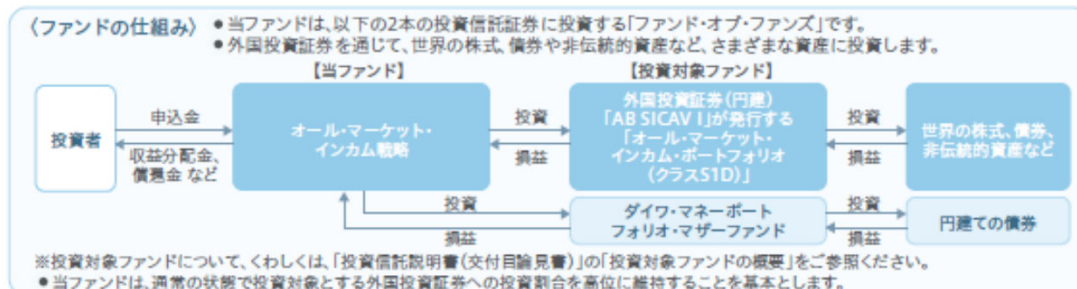 〈ファンドの仕組み〉 ●当ファンドは、以下の2本の投資信託証券に投資する「ファンド・オブ・ファンズ」です。
●外国投資証券を通じて、世界の株式、債券や非伝統的資産など、さまざまな資産に投資します。
【当ファンド】
【投資対象ファンド】
投資者
申込金
収益分配金、
償還金 など
オール・マーケット・
インカム戦略
投資
損益
外国投資証券(円建)
「AB SICAV Ⅰ」が発行する
「オール・マーケット・
インカム・ポートフォリオ
(クラスS1D)」
投資
損益
世界の株式、債券、
非伝統的資産など
投資
損益
ダイワ・マネーポート
フォリオ・マザーファンド
投資
損益
円建ての債券
※投資対象ファンドについて、くわしくは、「投資信託説明書(交付目論見書)」の「投資対象ファンドの概要」をご参照ください。
●当ファンドは、通常の状態で投資対象とする外国投資証券への投資割合を高位に維持することを基本とします。